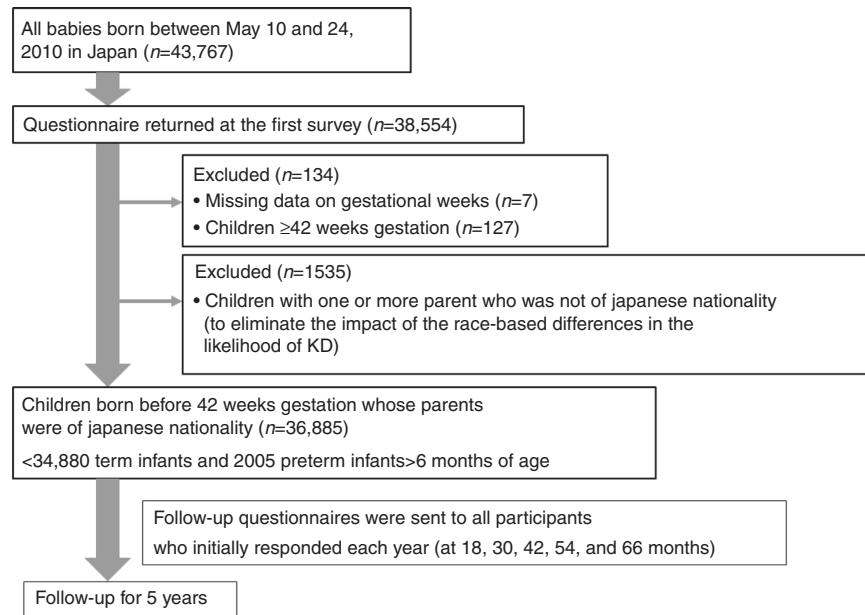 All babies born between May 10 and 24,
2010 in Japan (n=43,767)
Questionnaire returned at the first survey (n=38,554)
Excluded (n=134)
• Missing data on gestational weeks (n=7)
• Children ≥42 weeks gestation (n=127)
Excluded (n=1535)
• Children with one or more parent who was not of japanese nationality
(to eliminate the impact of the race-based differences in the
likelihood of KD)
Children born before 42 weeks gestation whose parents
were of japanese nationality (n=36,885)
<34,880 term infants and 2005 preterm infants>6 months of age
Follow-up questionnaires were sent to all participants
who initially responded each year (at 18, 30, 42, 54, and 66 months)
Follow-up for 5 years